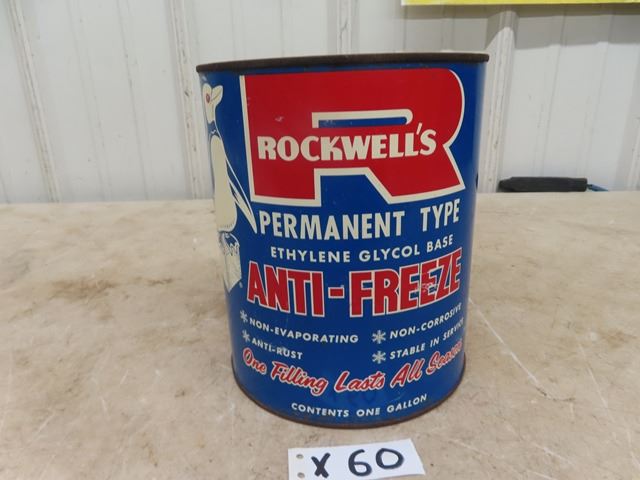 R
ROCKWELL'S
PERMANENT TYPE
ETHYLENE GLYCOL BASE
ANTI-FREEZE
* NON-EVAPORATING * NON-CORROSIVE
* ANTI-RUST * STABLE IN SERVICE
One Filling Lasts All Season
CONTENTS ONE GALLON
X 60